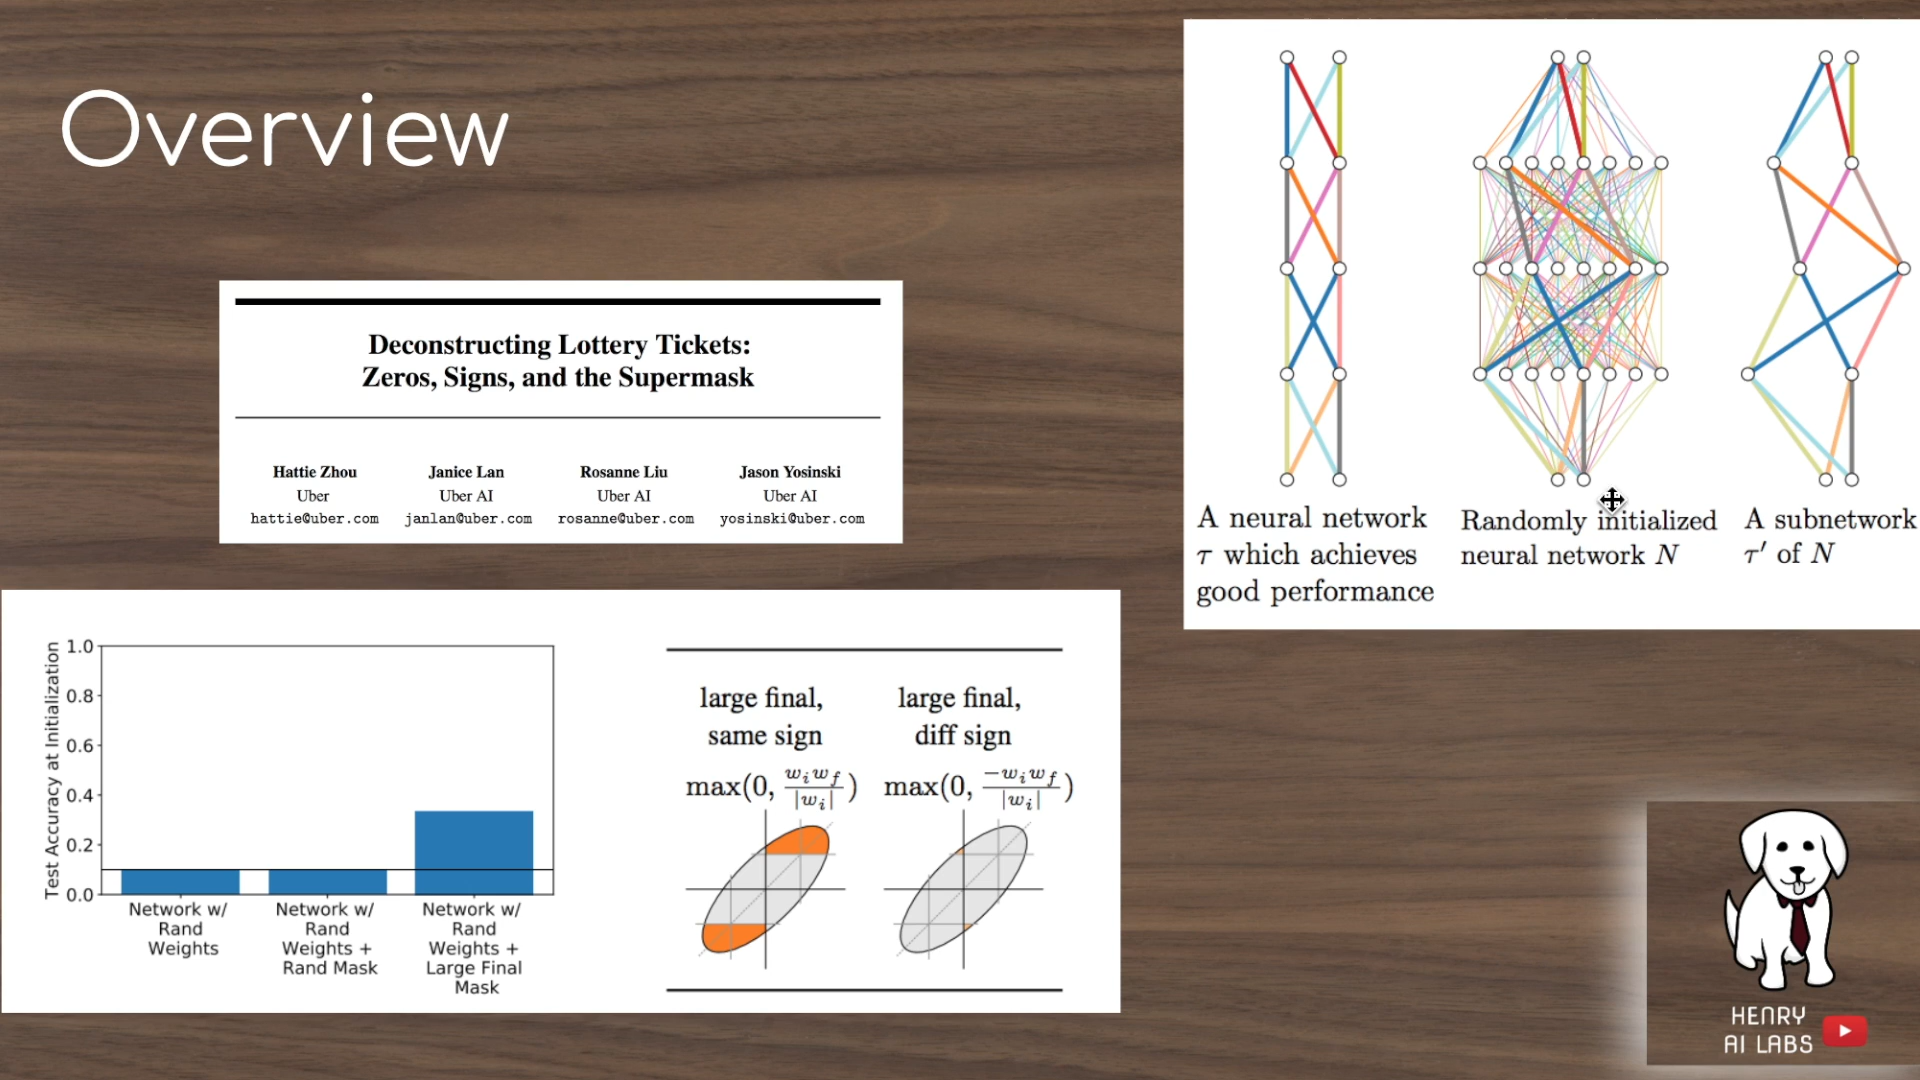 Overview
Deconstructing Lottery Tickets:
Zeros, Signs, and the Supermask
Hattie Zhou
Janice Lan
Rosanne Liu
Jason Yosinski
Uber
Uber AI
Uber AI
Uber AI
hattie@uber.com
janlan@uber.com
rosanne@uber.com
yosinski@uber.com
A neural network
τ which achieves
good performance
Randomly initialized
neural network N
A subnetwork
τ′ of N
Test Accuracy at Initialization
1.0
0.8
0.6
0.4
0.2
0.0
Network w/
Rand
Weights
Network w/
Rand
Weights +
Rand Mask
Network w/
Rand
Weights +
Large Final
Mask
large final,
same sign
max(0, w_i w_f / |w_i|)
large final,
diff sign
max(0, −w_i w_f / |w_i|)
HENRY
AI LABS